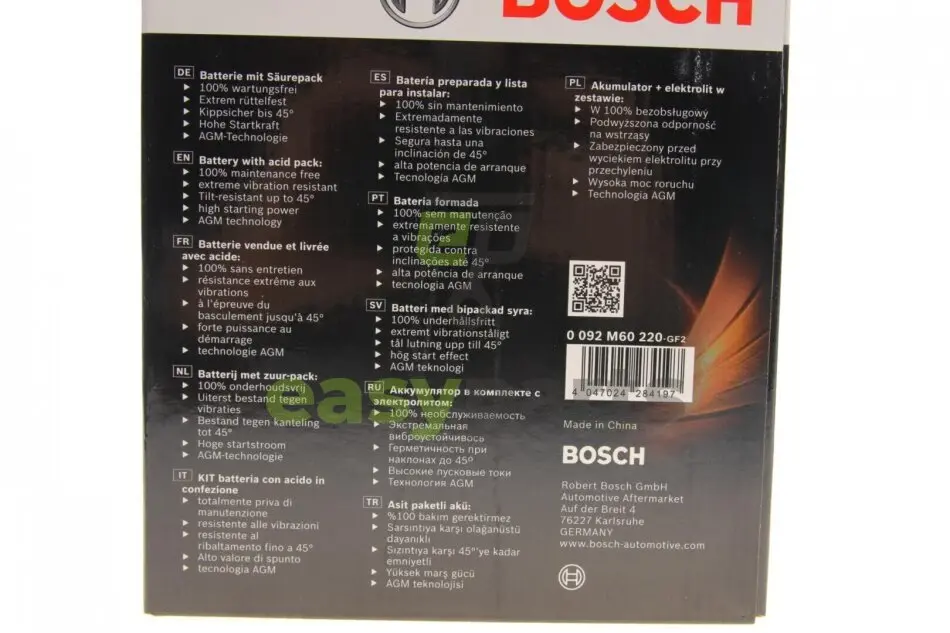 BOSCH
DE Batterie mit Säurepack
► 100% wartungsfrei
► Extrem rüttelfest
► Kippsicher bis 45°
► Hohe Startkraft
► AGM-Technologie
EN Battery with acid pack:
► 100% maintenance free
► extreme vibration resistant
► Tilt-resistant up to 45°
► high starting power
► AGM technology
FR Batterie vendue et livrée
avec acide:
► 100% sans entretien
► résistance extrême aux
vibrations
► à l'épreuve du
basculement jusqu'à 45°
► forte puissance au
démarrage
► technologie AGM
NL Batterij met zuur-pack:
► 100% onderhoudsvrij
► Uiterst bestand tegen
vibraties
► Bestand tegen kanteling
tot 45°
► Hoge startstroom
► AGM-technologie
IT KIT batteria con acido in
confezione
► totalmente priva di
manutenzione
► resistente alle vibrazioni
► resistente al
ribaltamento fino a 45°
► Alto valore di spunto
► tecnologia AGM
ES Batería preparada y lista
para instalar:
► 100% sin mantenimiento
► Extremadamente
resistente a las vibraciones
► Segura hasta una
inclinación de 45°
► alta potencia de arranque
► Tecnología AGM
PT Bateria formada
► 100% sem manutenção
► extremamente resistente
a vibrações
► protegida contra
inclinações até 45°
► alta potência de arranque
► tecnologia AGM
SV Batteri med bipackad syra:
► 100% underhållsfritt
► extremt vibrationståligt
► tål lutning upp till 45°
► hög start effect
► AGM teknologi
RU Аккумулятор в комплекте с
электролитом:
► 100% необслуживаемость
► Экстремальная
виброустойчивось
► Герметичность при
наклонах до 45°
► Высокие пусковые токи
► Технология AGM
TR Asit paketli akü:
► %100 bakım gerektirmez
► Sarsıntıya karşı olağanüstü
dayanıklı
► Sızıntıya karşı 45°'ye kadar
emniyetli
► Yüksek marş gücü
► AGM teknolojisi
PL Akumulator + elektrolit w
zestawie:
► W 100% bezobsługowy
► Podwyższona odporność
na wstrząsy
► Zabezpieczony przed
wyciekiem elektrolitu przy
przechyleniu
► Wysoka moc roruchu
► Technologia AGM
0 092 M60 220-GF2
4 047024 284197
Made in China
BOSCH
Robert Bosch GmbH
Automotive Aftermarket
Auf der Breit 4
76227 Karlsruhe
GERMANY
www.bosch-automotive.com
easy